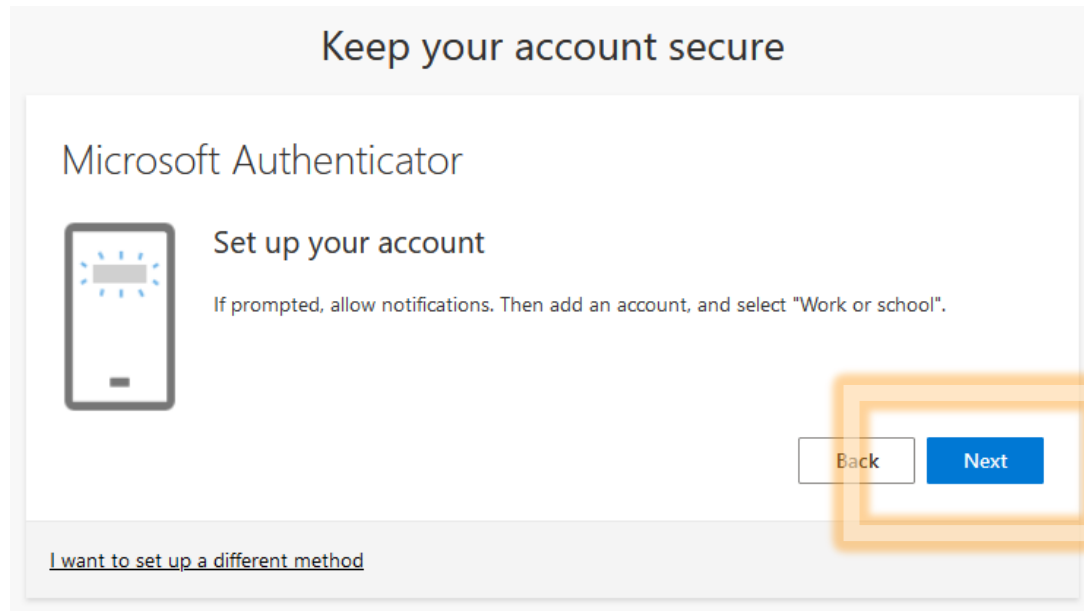 Keep your account secure
Microsoft Authenticator
Set up your account
If prompted, allow notifications. Then add an account, and select "Work or school".
Back Next
I want to set up a different method